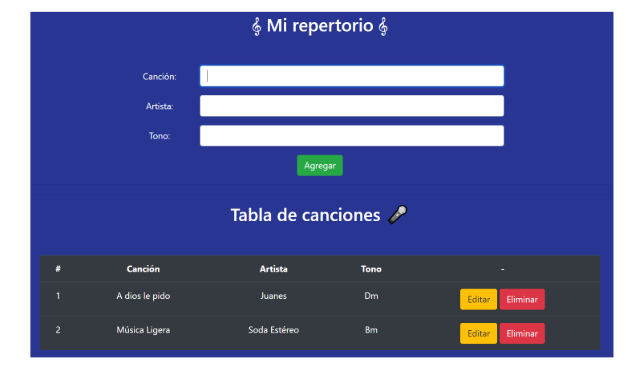 𝄞 Mi repertorio 𝄞
Canción:
Artista:
Tono:
Agregar
Tabla de canciones 🎤
# Canción Artista Tono -
1 A dios le pido Juanes Dm Editar Eliminar
2 Música Ligera Soda Estéreo Bm Editar Eliminar